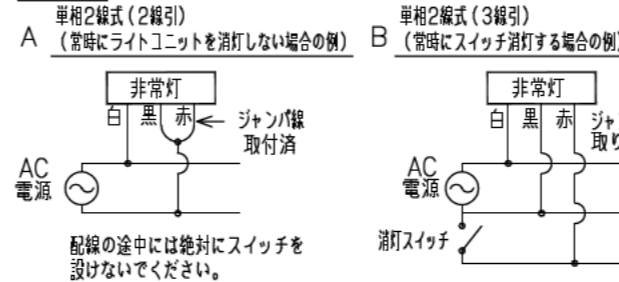 単相2線式(2線引)
A (常時にライトユニットを消灯しない場合の例)
非常灯
白 黒 赤
ジャンパ線
取付済
AC
電源
配線の途中には絶対にスイッチを
設けないでください。
単相2線式(3線引)
B (常時にスイッチ消灯する場合の例)
非常灯
白 黒 赤
ジャン
取り
AC
電源
消灯スイッチ